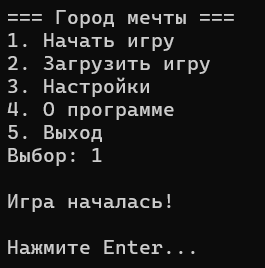 === Город мечты ===
1. Начать игру
2. Загрузить игру
3. Настройки
4. О программе
5. Выход
Выбор: 1
Игра началась!
Нажмите Enter...